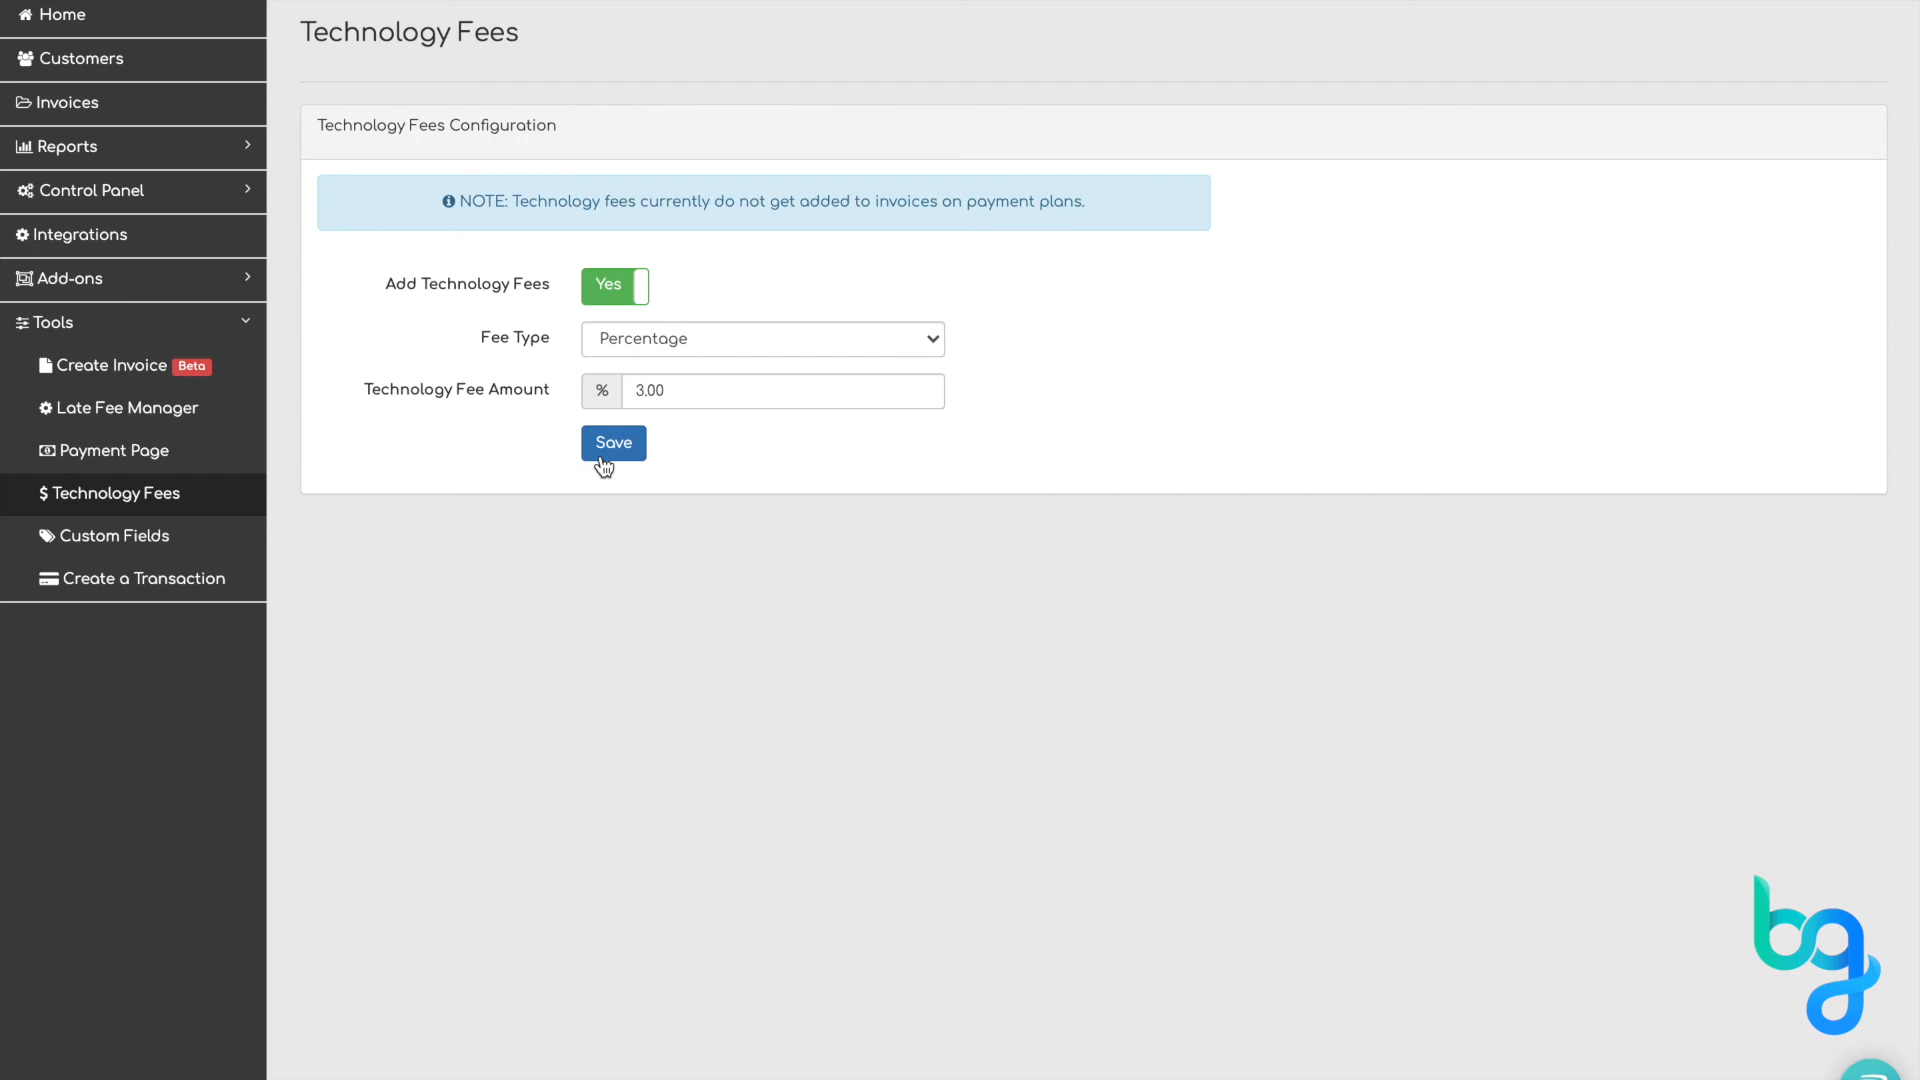 Home
Customers
Invoices
Reports
Control Panel
Integrations
Add-ons
Tools
Create Invoice Beta
Late Fee Manager
Payment Page
$ Technology Fees
Custom Fields
Create a Transaction
Technology Fees
Technology Fees Configuration
NOTE: Technology fees currently do not get added to invoices on payment plans.
Add Technology Fees Yes
Fee Type Percentage
Technology Fee Amount % 3.00
Save
bg